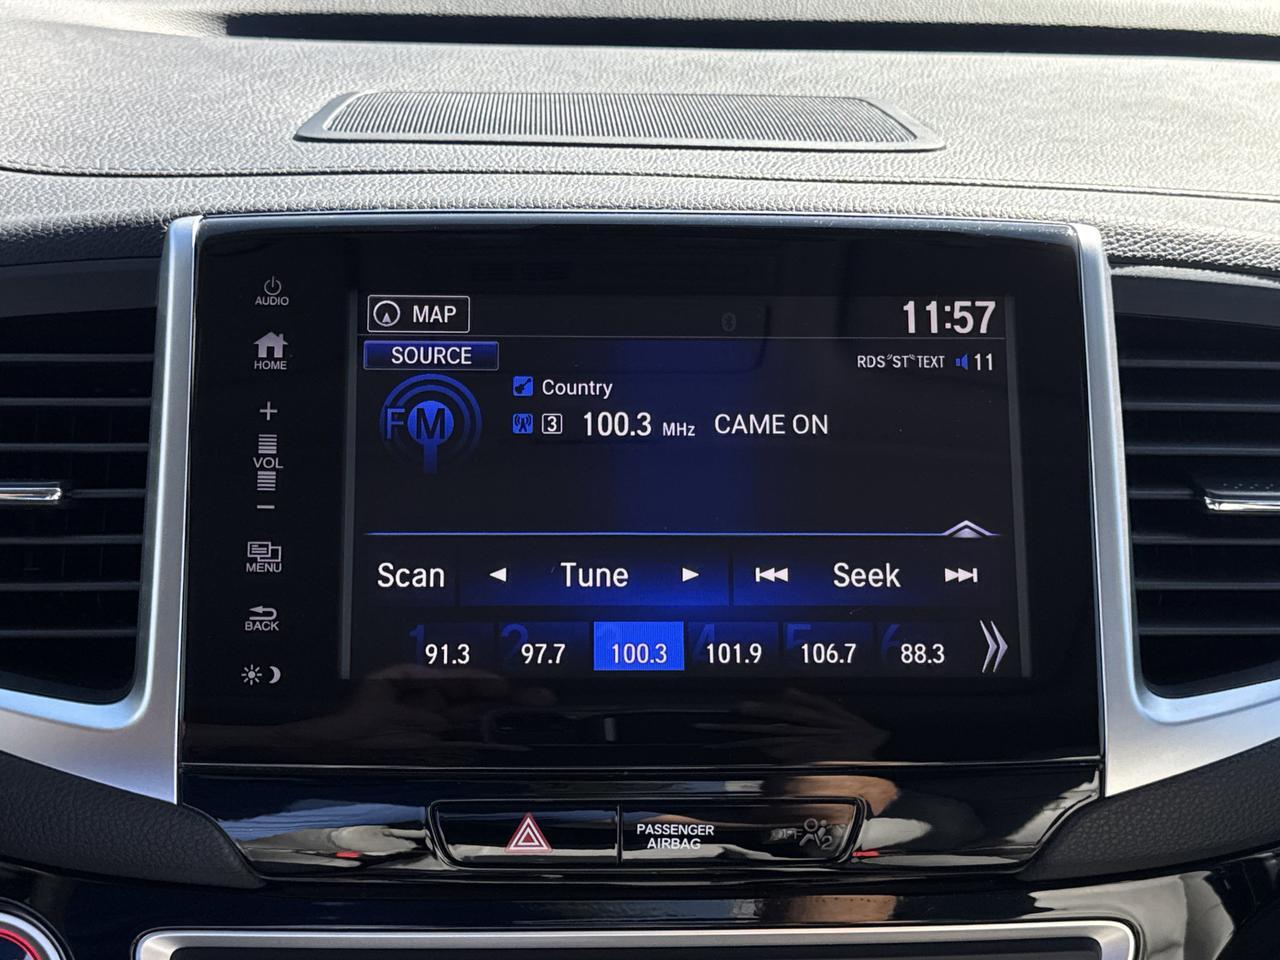 AUDIO
MAP
11:57
HOME
SOURCE
RDS"ST"TEXT 11
Country
FM
3 100.3 MHz CAME ON
+
VOL
−
MENU
Scan Tune Seek
BACK
1 2 3 4 5 6
91.3 97.7 100.3 101.9 106.7 88.3
PASSENGER
AIRBAG
OFF
2